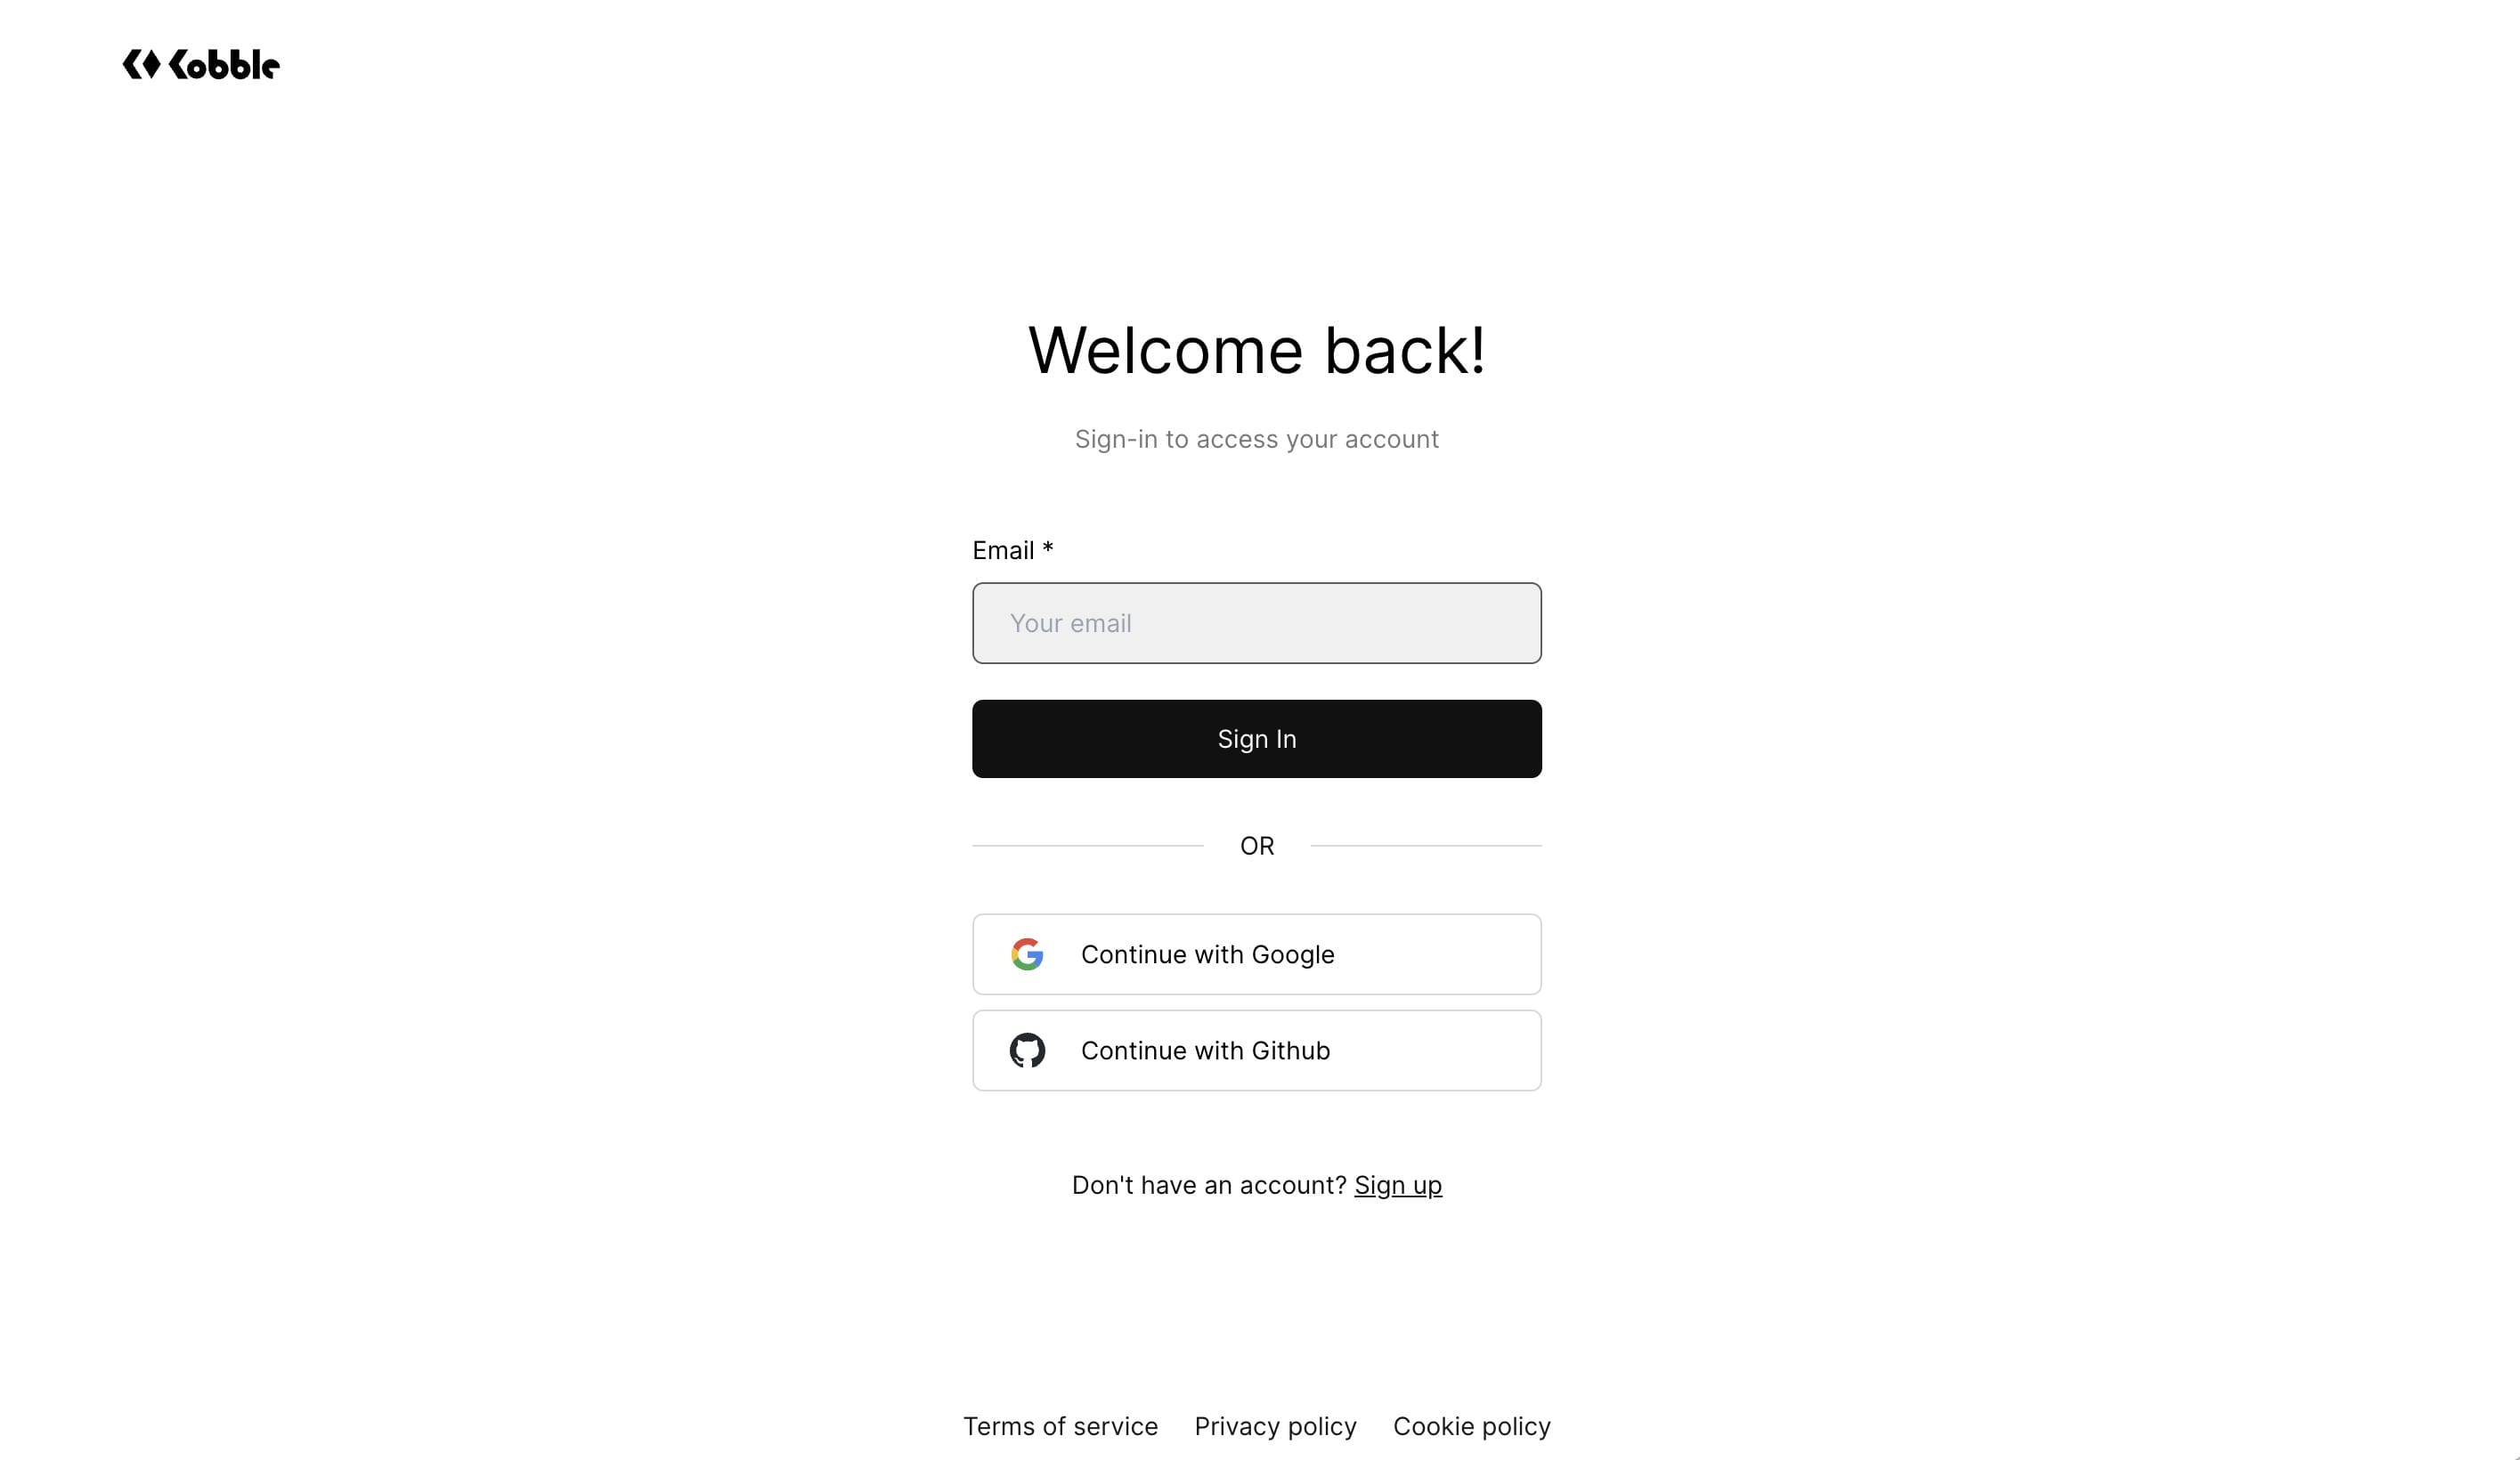 Kobble
Welcome back!
Sign-in to access your account
Email *
Your email
Sign In
OR
Continue with Google
Continue with Github
Don't have an account? Sign up
Terms of service Privacy policy Cookie policy